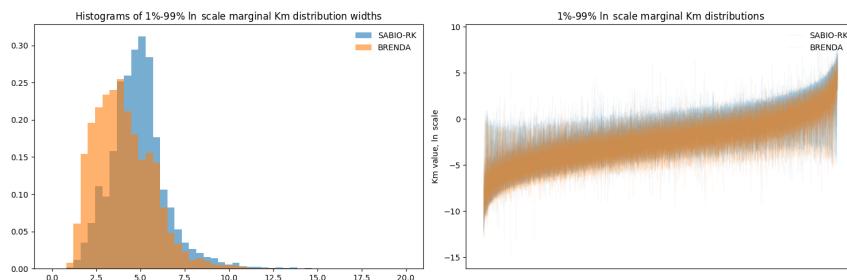 Histograms of 1%-99% ln scale marginal Km distribution widths
SABIO-RK
BRENDA
0.30
0.25
0.20
0.15
0.10
0.05
0.00
0.0 2.5 5.0 7.5 10.0 12.5 15.0 17.5 20.0
1%-99% ln scale marginal Km distributions
SABIO-RK
BRENDA
Km value, ln scale
10
5
0
−5
−10
−15